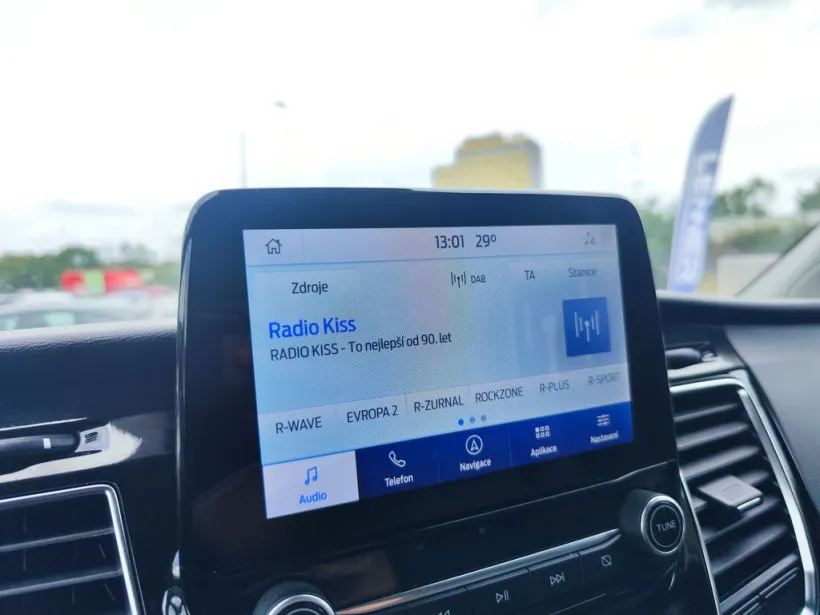 13:01 29°
Zdroje
DAB
TA
Stanice
Radio Kiss
RADIO KISS - To nejlepší od 90. let
R-WAVE
EVROPA 2
R-ZURNAL
ROCKZONE
R-PLUS
R-SPORT
Audio
Telefon
Navigace
Aplikace
Nastavení
TUNE